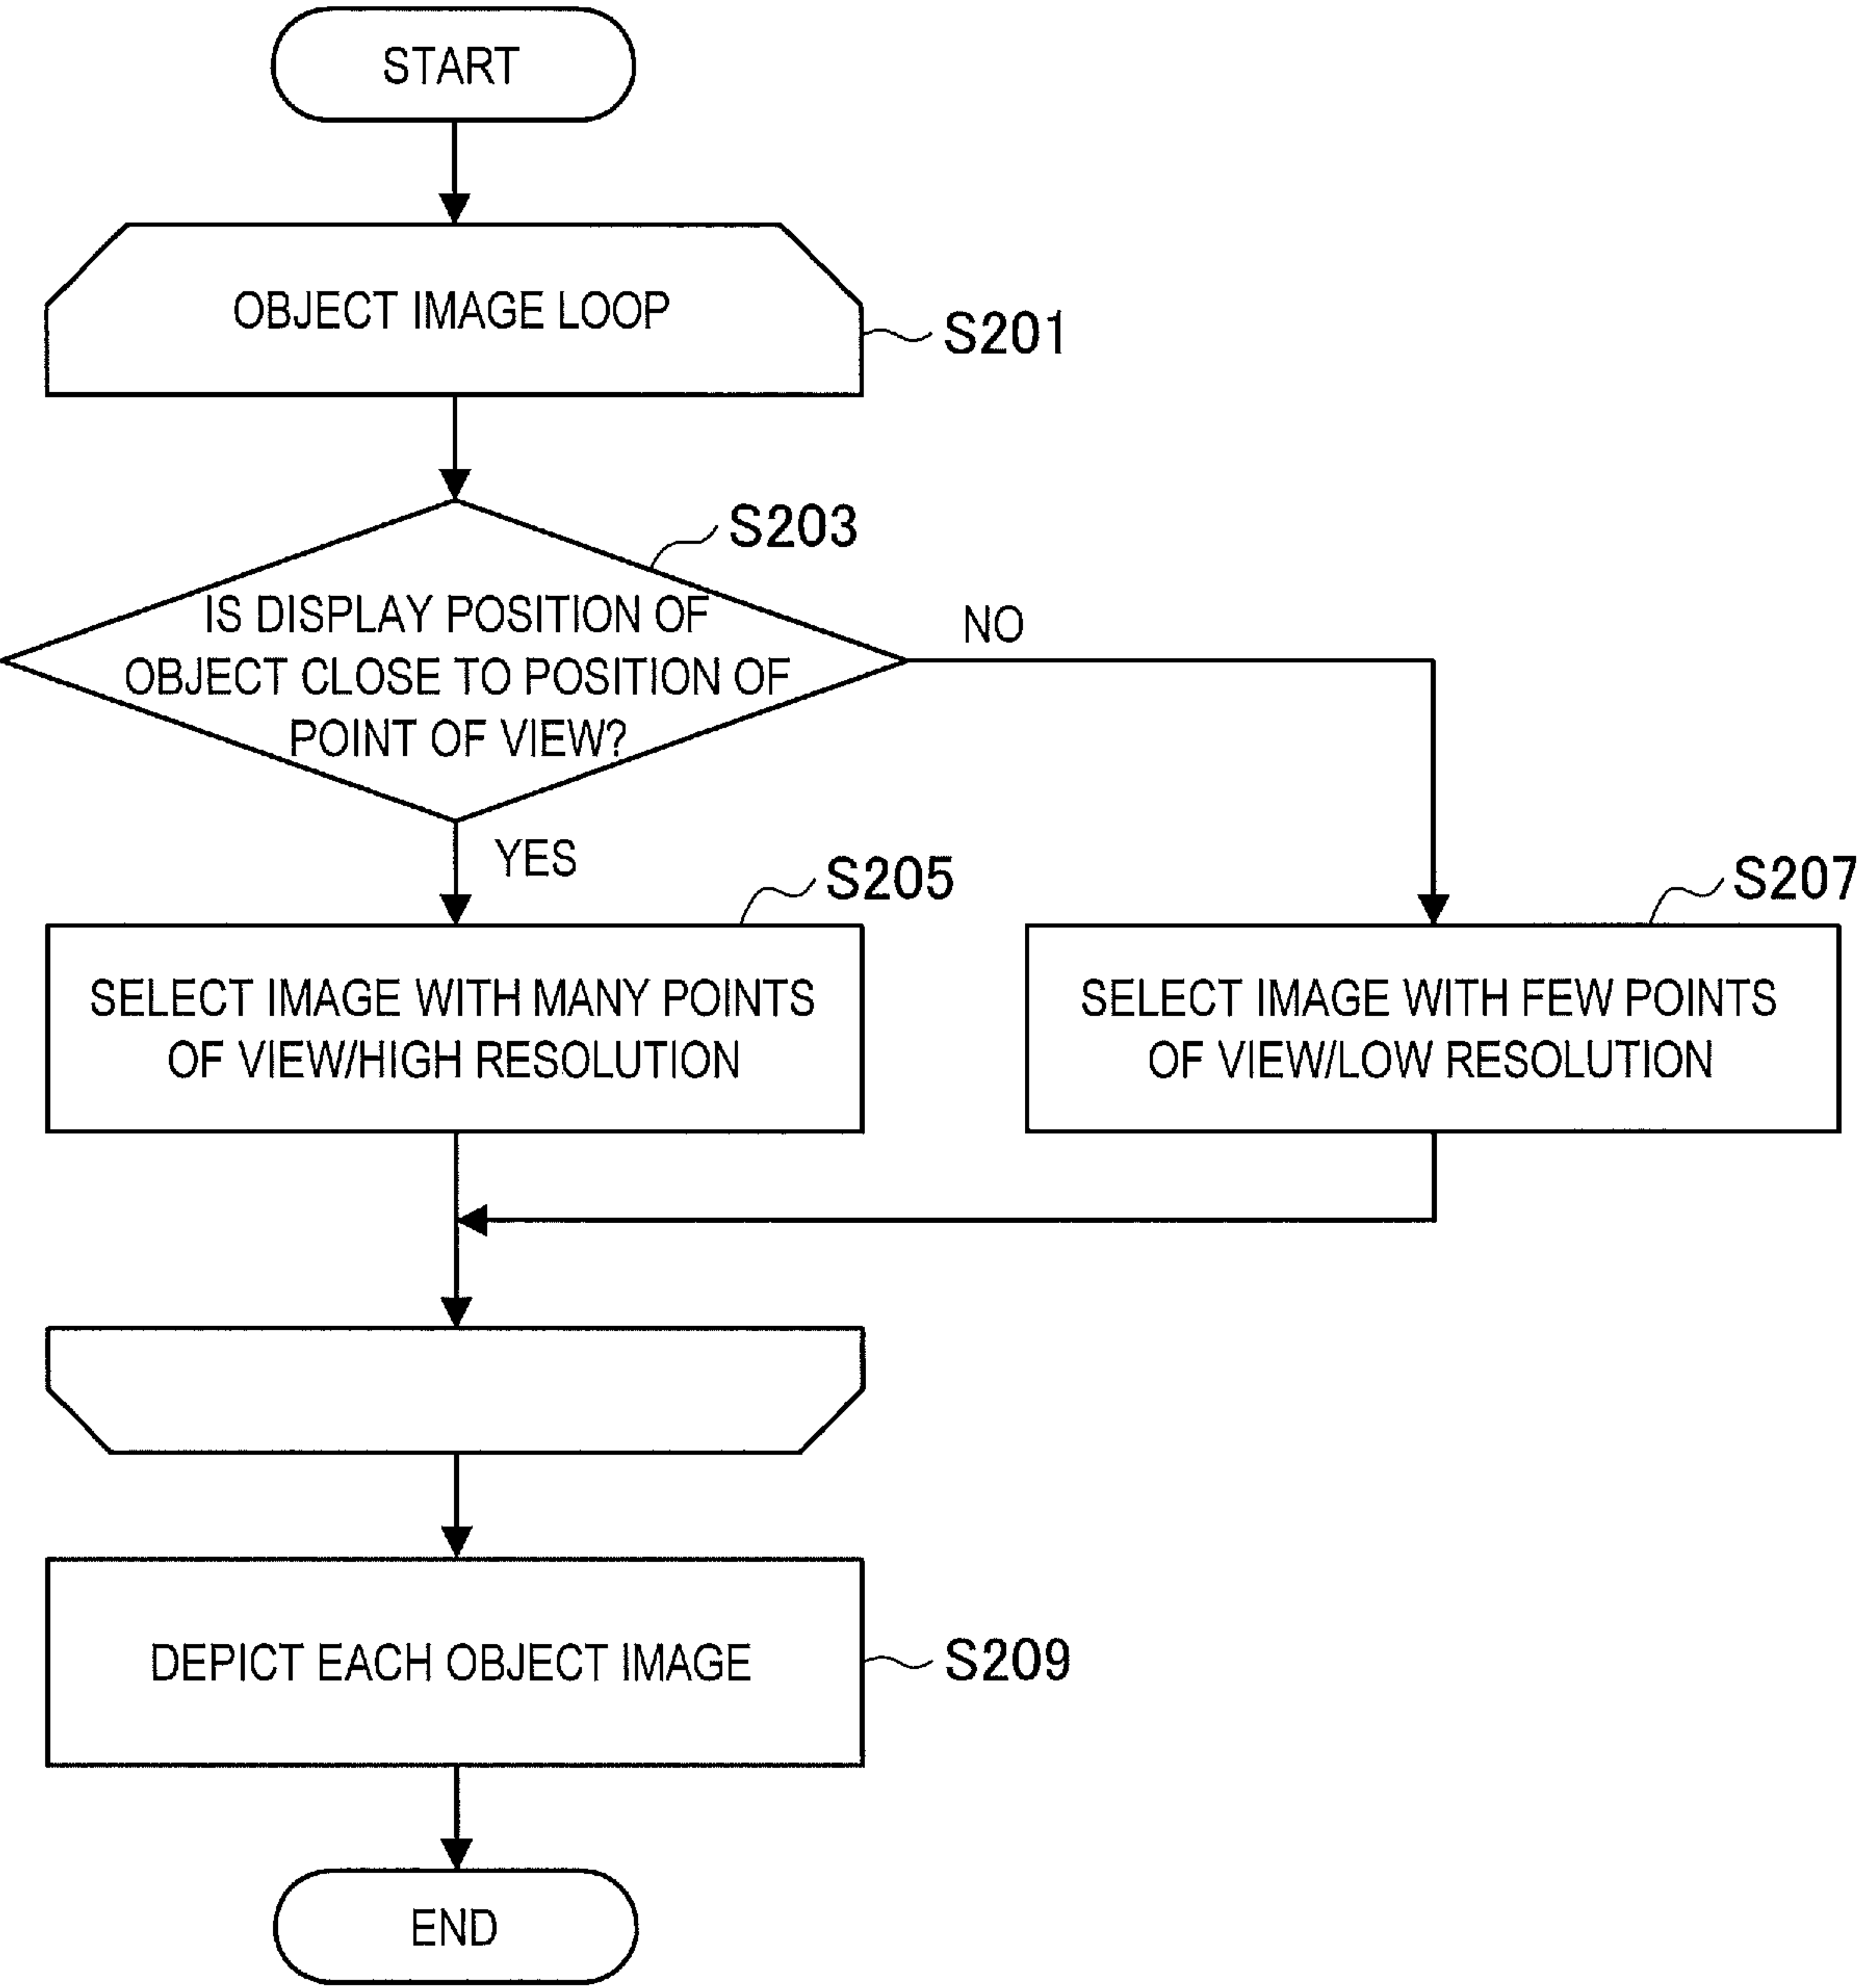 START
OBJECT IMAGE LOOP
S201
S203
IS DISPLAY POSITION OF
OBJECT CLOSE TO POSITION OF
POINT OF VIEW?
NO
YES
S205
S207
SELECT IMAGE WITH MANY POINTS
OF VIEW/HIGH RESOLUTION
SELECT IMAGE WITH FEW POINTS
OF VIEW/LOW RESOLUTION
DEPICT EACH OBJECT IMAGE
S209
END